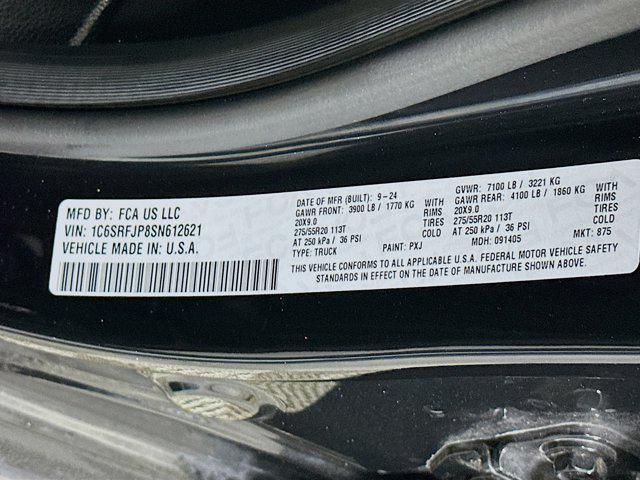 MFD BY: FCA US LLC
VIN: 1C6SRFJP8SN612621
VEHICLE MADE IN U.S.A.
DATE OF MFR (BUILT): 9-24 GVWR: 7100 LB / 3221 KG
GAWR FRONT: 3900 LB / 1770 KG WITH GAWR REAR: 4100 LB / 1860 KG WITH
20X9.0 RIMS 20X9.0 RIMS
275/55R20 113T TIRES 275/55R20 113T TIRES
AT 250 kPa / 36 PSI COLD AT 250 kPa / 36 PSI COLD
TYPE: TRUCK PAINT: PXJ MDH: 091405 MKT: 875
THIS VEHICLE CONFORMS TO ALL APPLICABLE U.S.A. FEDERAL MOTOR VEHICLE SAFETY
STANDARDS IN EFFECT ON THE DATE OF MANUFACTURE SHOWN ABOVE.